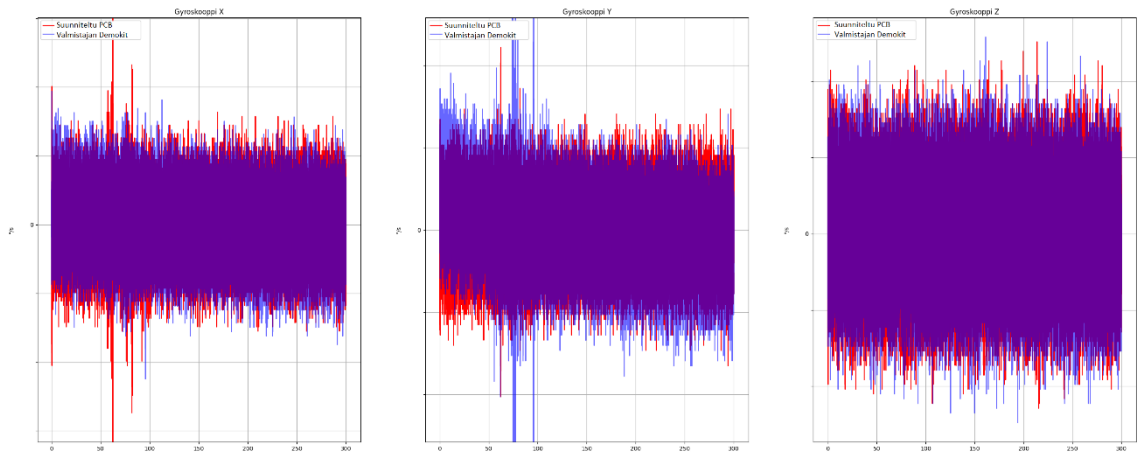 Gyroskooppi X
Suunniteltu PCB
Valmistajan Demokit
°/s
0
0 50 100 150 200 250 300
Gyroskooppi Y
Suunniteltu PCB
Valmistajan Demokit
°/s
0
0 50 100 150 200 250 300
Gyroskooppi Z
Suunniteltu PCB
Valmistajan Demokit
°/s
0
0 50 100 150 200 250 300